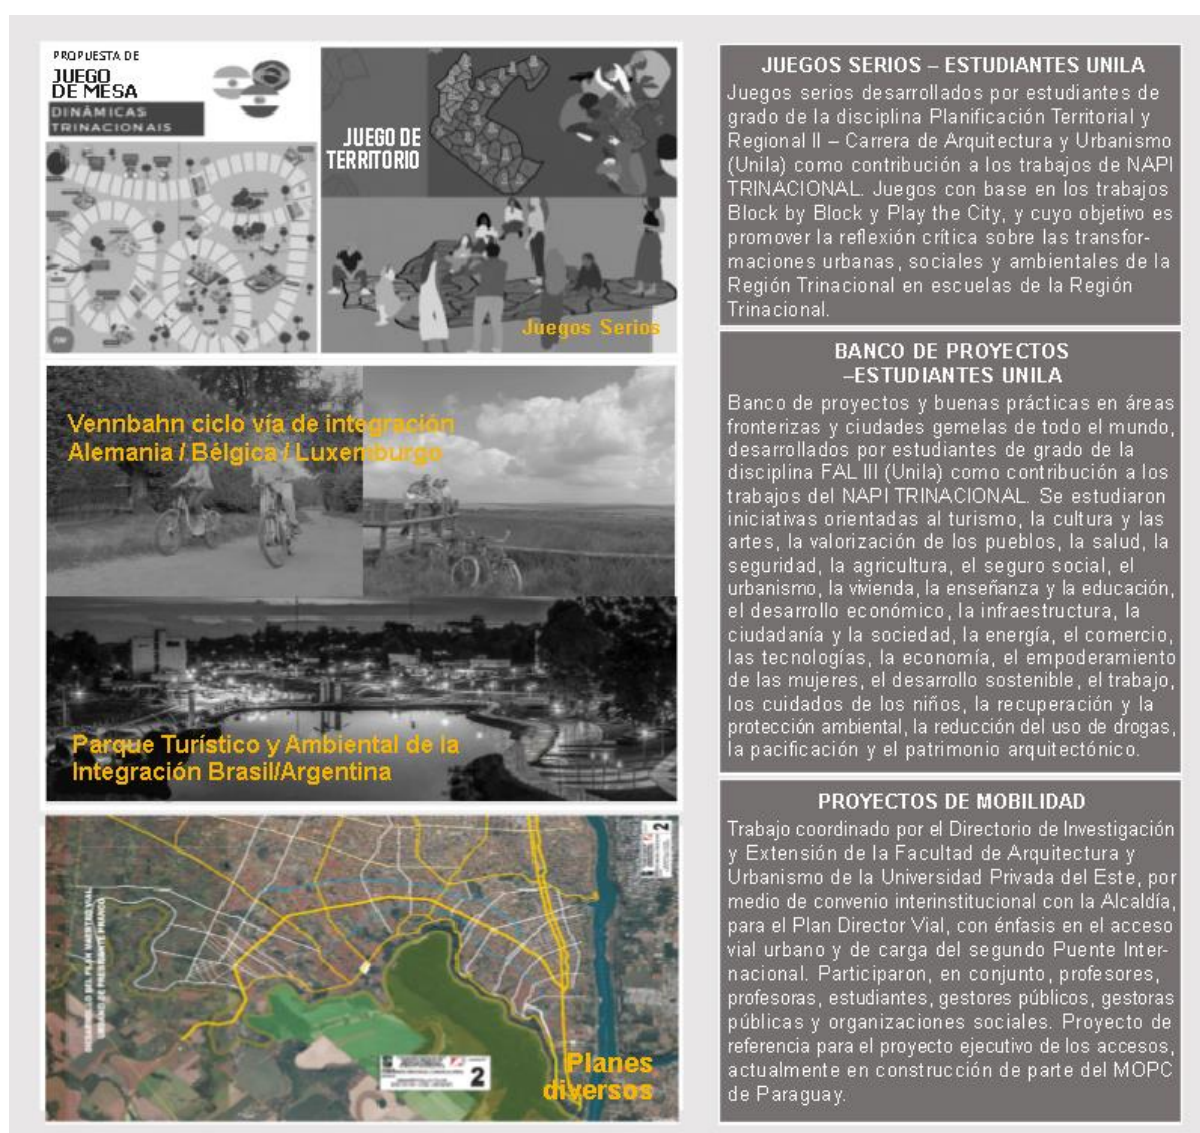 PROPUESTA DE
JUEGO
DE MESA
DINÂMICAS
TRINACIONAIS
JUEGO DE
TERRITORIO
Juegos Serios
JUEGOS SERIOS – ESTUDIANTES UNILA
Juegos serios desarrollados por estudiantes de
grado de la disciplina Planificación Territorial y
Regional II – Carrera de Arquitectura y Urbanismo
(Unila) como contribución a los trabajos de NAPI
TRINACIONAL. Juegos con base en los trabajos
Block by Block y Play the City, y cuyo objetivo es
promover la reflexión crítica sobre las transfor-
maciones urbanas, sociales y ambientales de la
Región Trinacional en escuelas de la Región
Trinacional.
Vennbahn ciclo vía de integración
Alemania / Bélgica / Luxemburgo
Parque Turístico y Ambiental de la
Integración Brasil/Argentina
BANCO DE PROYECTOS
–ESTUDIANTES UNILA
Banco de proyectos y buenas prácticas en áreas
fronterizas y ciudades gemelas de todo el mundo,
desarrollados por estudiantes de grado de la
disciplina FAL III (Unila) como contribución a los
trabajos del NAPI TRINACIONAL. Se estudiaron
iniciativas orientadas al turismo, la cultura y las
artes, la valorización de los pueblos, la salud, la
seguridad, la agricultura, el seguro social, el
urbanismo, la vivienda, la enseñanza y la educación,
el desarrollo económico, la infraestructura, la
ciudadanía y la sociedad, la energía, el comercio,
las tecnologías, la economía, el empoderamiento
de las mujeres, el desarrollo sostenible, el trabajo,
los cuidados de los niños, la recuperación y la
protección ambiental, la reducción del uso de drogas,
la pacificación y el patrimonio arquitectónico.
DESARROLLO DEL PLAN MAESTRO VIAL
URBANO DE PRESIDENTE FRANCO
2
2
Planes
diversos
PROYECTOS DE MOBILIDAD
Trabajo coordinado por el Directorio de Investigación
y Extensión de la Facultad de Arquitectura y
Urbanismo de la Universidad Privada del Este, por
medio de convenio interinstitucional con la Alcaldía,
para el Plan Director Vial, con énfasis en el acceso
vial urbano y de carga del segundo Puente Inter-
nacional. Participaron, en conjunto, profesores,
profesoras, estudiantes, gestores públicos, gestoras
públicas y organizaciones sociales. Proyecto de
referencia para el proyecto ejecutivo de los accesos,
actualmente en construcción de parte del MOPC
de Paraguay.